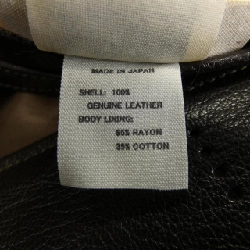 MADE IN JAPAN
SHELL: 100%
GENUINE LEATHER
BODY LINING:
65% RAYON
35% COTTON